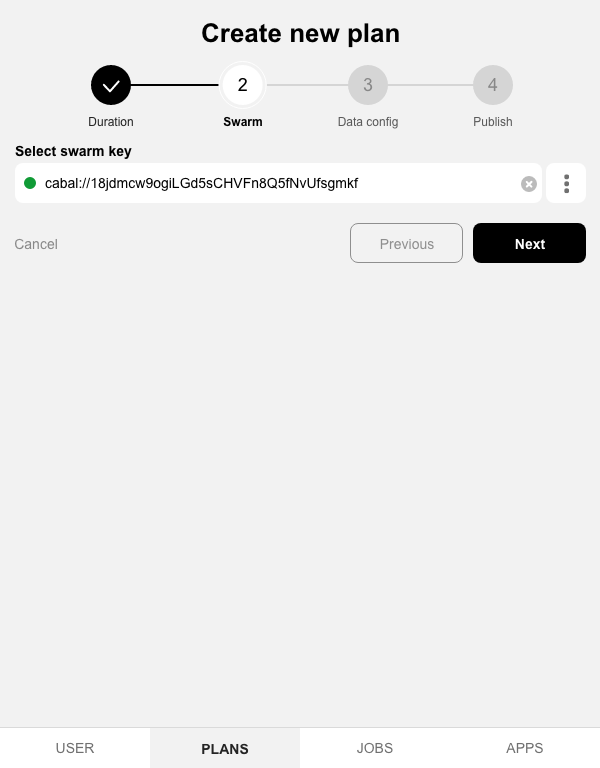 Create new plan
2 3 4
Duration Swarm Data config Publish
Select swarm key
cabal://18jdmcw9ogiLGd5sCHVFn8Q5fNvUfsgmkf
Cancel Previous Next
USER PLANS JOBS APPS